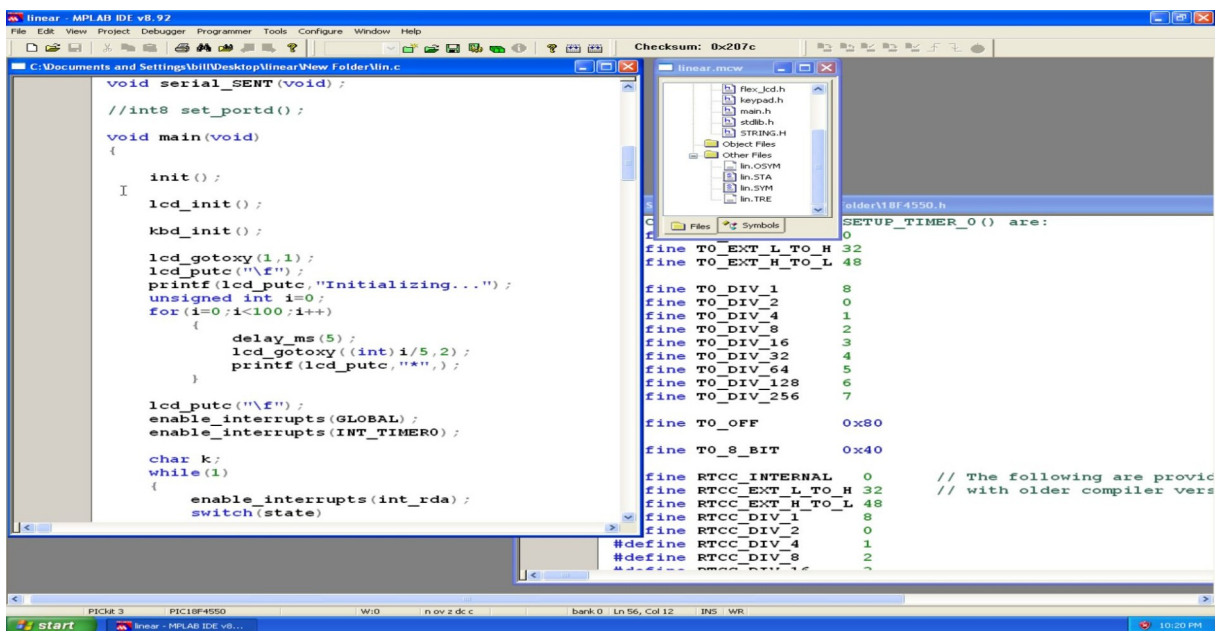 linear - MPLAB IDE v8.92
File Edit View Project Debugger Programmer Tools Configure Window Help
Checksum: 0x207c
C:\Documents and Settings\bill\Desktop\linear\New Folder\lin.c
void serial_SENT(void);
//int8 set_portd();
void main(void)
{
init();
lcd_init();
kbd_init();
lcd_gotoxy(1,1);
lcd_putc("\f");
printf(lcd_putc,"Initializing...");
unsigned int i=0;
for(i=0;i<100;i++)
{
delay_ms(5);
lcd_gotoxy((int)i/5,2);
printf(lcd_putc,"*",);
}
lcd_putc("\f");
enable_interrupts(GLOBAL);
enable_interrupts(INT_TIMER0);
char k;
while(1)
{
enable_interrupts(int_rda);
switch(state)
linear.mcw
flex_lcd.h
keypad.h
main.h
stdlib.h
STRING.H
Object Files
Other Files
lin.OSYM
lin.STA
lin.SYM
lin.TRE
Files Symbols
older\18F4550.h
SETUP_TIMER_0() are:
0
fine T0_EXT_L_TO_H 32
fine T0_EXT_H_TO_L 48
fine T0_DIV_1 8
fine T0_DIV_2 0
fine T0_DIV_4 1
fine T0_DIV_8 2
fine T0_DIV_16 3
fine T0_DIV_32 4
fine T0_DIV_64 5
fine T0_DIV_128 6
fine T0_DIV_256 7
fine T0_OFF 0x80
fine T0_8_BIT 0x40
fine RTCC_INTERNAL 0 // The following are provid
fine RTCC_EXT_L_TO_H 32 // with older compiler vers
fine RTCC_EXT_H_TO_L 48
fine RTCC_DIV_1 8
#define RTCC_DIV_2 0
#define RTCC_DIV_4 1
#define RTCC_DIV_8 2
PICkit 3 PIC18F4550 W:0 n ov z dc c bank 0 Ln 56, Col 12 INS WR
start linear - MPLAB IDE v8... 10:20 PM